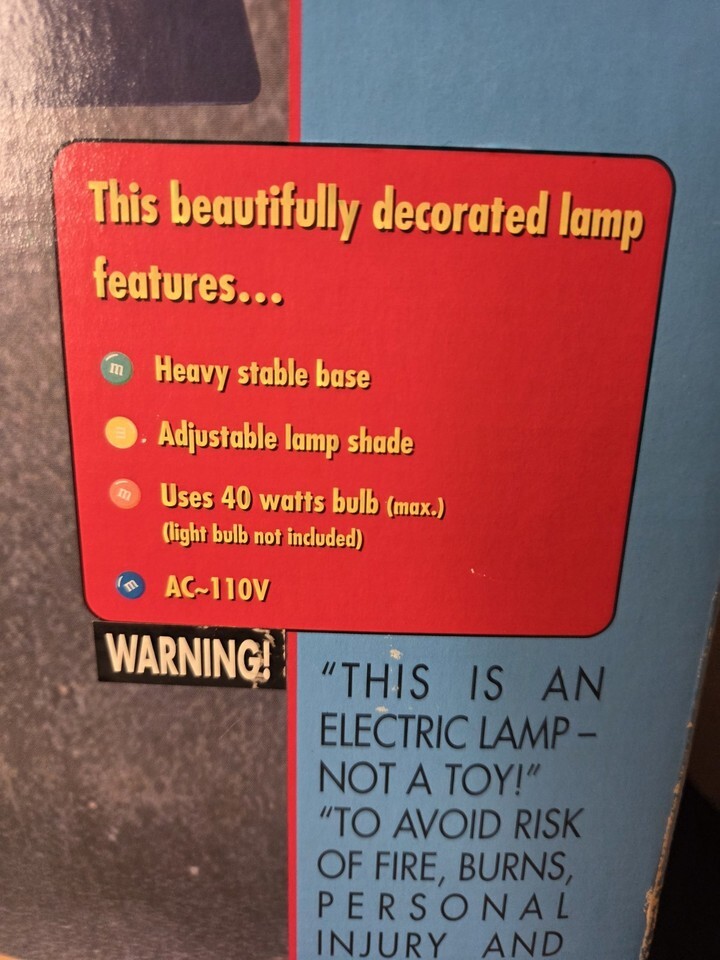 This beautifully decorated lamp
features...
m Heavy stable base
m Adjustable lamp shade
m Uses 40 watts bulb (max.)
(light bulb not included)
m AC~110V
WARNING!
"THIS IS AN
ELECTRIC LAMP –
NOT A TOY!"
"TO AVOID RISK
OF FIRE, BURNS,
PERSONAL
INJURY AND